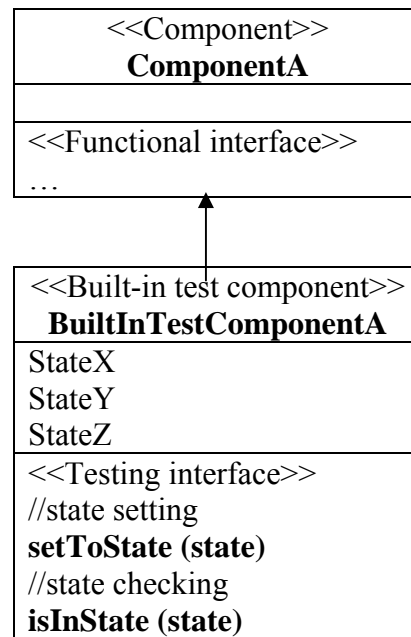 <<Component>>
ComponentA
<<Functional interface>>
…
<<Built-in test component>>
BuiltInTestComponentA
StateX
StateY
StateZ
<<Testing interface>>
//state setting
setToState (state)
//state checking
isInState (state)